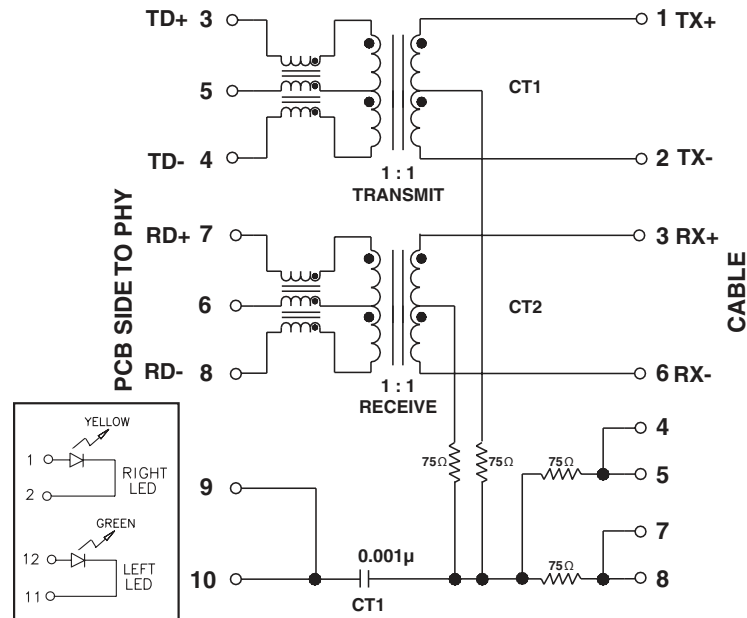 TD+ 3
1 TX+
5
CT1
TD- 4
2 TX-
1 : 1
TRANSMIT
PCB SIDE TO PHY
RD+ 7
3 RX+
6
CT2
CABLE
RD- 8
6 RX-
1 : 1
RECEIVE
YELLOW
1
2
RIGHT
LED
GREEN
12
11
LEFT
LED
9
10
75Ω
75Ω
0.001µ
CT1
75Ω
4
5
75Ω
7
8